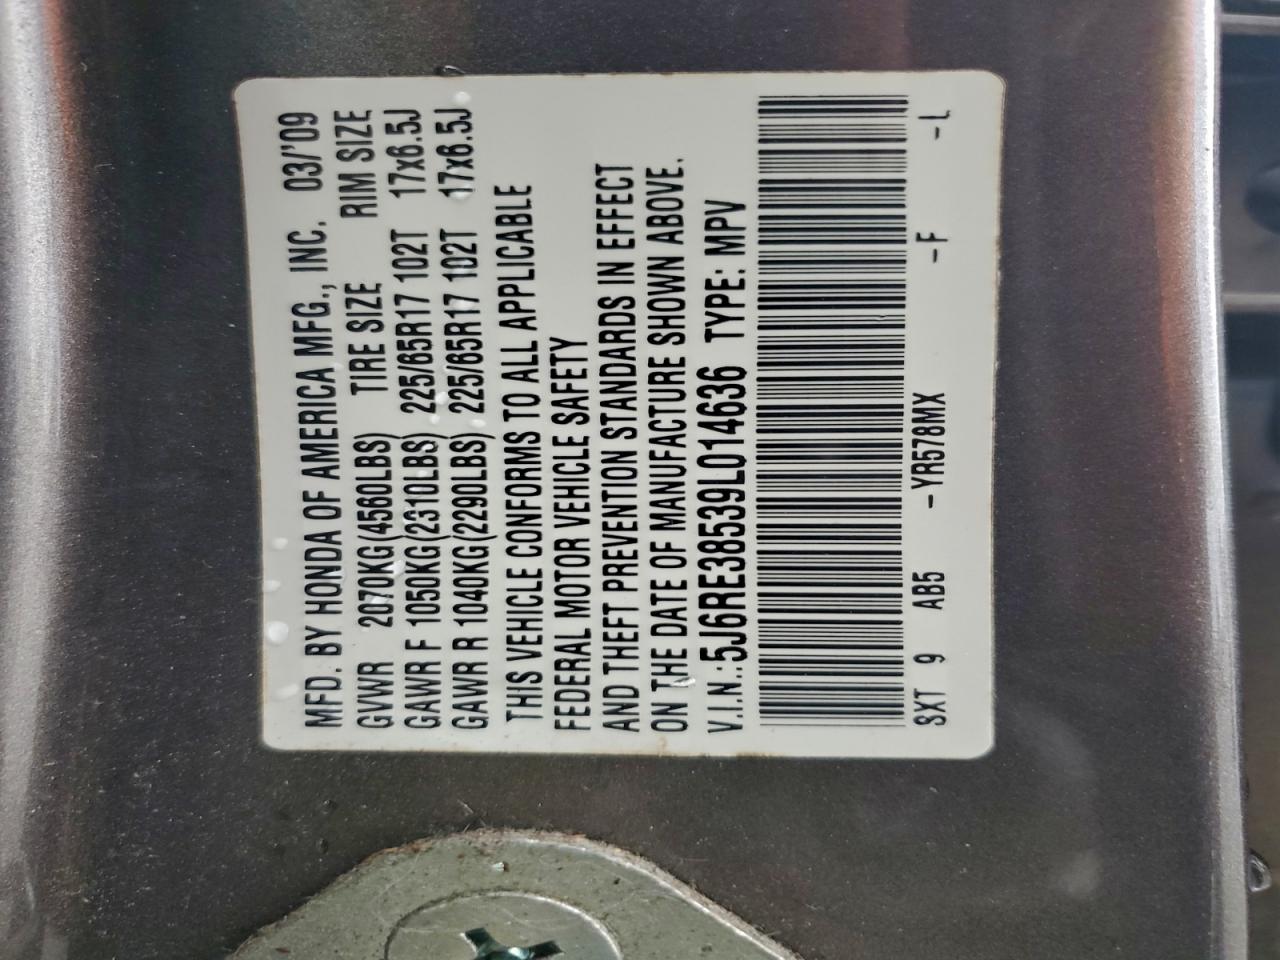 MFD. BY HONDA OF AMERICA MFG., INC. 03/'09
GVWR 2070KG(4560LBS) TIRE SIZE RIM SIZE
GAWR F 1050KG(2310LBS) 225/65R17 102T 17x6.5J
GAWR R 1040KG(2290LBS) 225/65R17 102T 17x6.5J
THIS VEHICLE CONFORMS TO ALL APPLICABLE
FEDERAL MOTOR VEHICLE SAFETY
AND THEFT PREVENTION STANDARDS IN EFFECT
ON THE DATE OF MANUFACTURE SHOWN ABOVE.
V.I.N.:5J6RE38539L014636 TYPE: MPV
SXT 9 AB5 -YR578MX -F -L